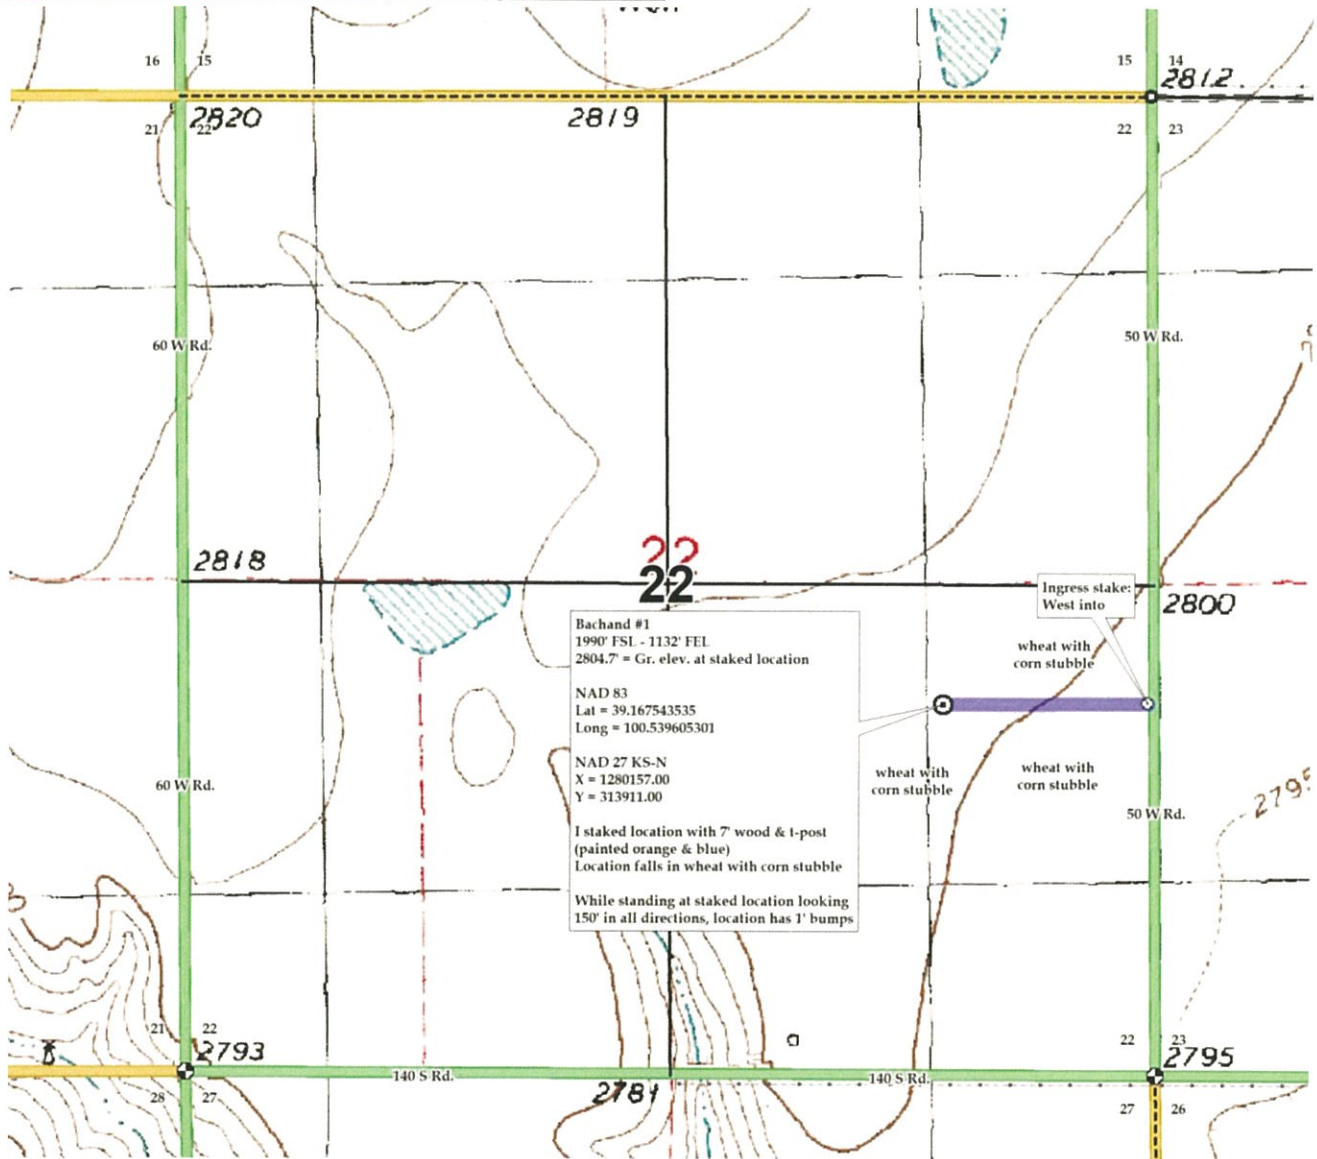 16 15
15 14
2812
2820
2819
21 22
22 23
60 W Rd.
50 W Rd.
2818
22
22
Ingress stake:
West into
2800
Bachand #1
1990' FSL - 1132' FEL
2804.7' = Gr. elev. at staked location
NAD 83
Lat = 39.167543535
Long = 100.539605301
NAD 27 KS-N
X = 1280157.00
Y = 313911.00
I staked location with 7' wood & t-post
(painted orange & blue)
Location falls in wheat with corn stubble
While standing at staked location looking
150' in all directions, location has 1' bumps
wheat with
corn stubble
wheat with
corn stubble
wheat with
corn stubble
60 W Rd.
50 W Rd.
2795
21 22
22 23
2793
2795
140 S Rd.
140 S Rd.
2781
28 27
27 26